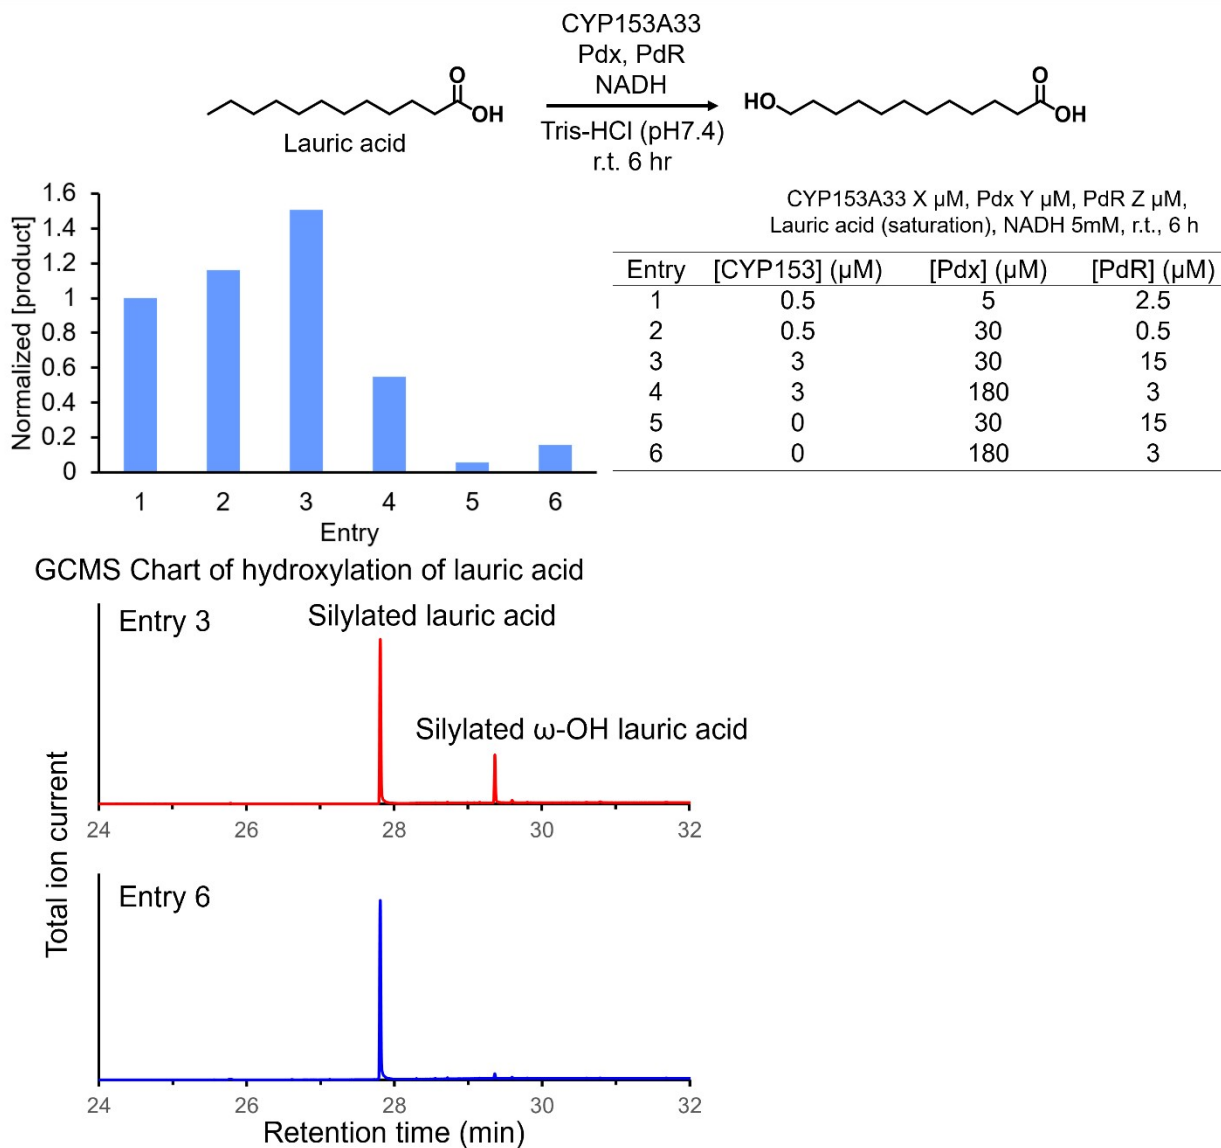 CYP153A33
Pdx, PdR
NADH
Tris-HCl (pH7.4)
r.t. 6 hr
O
OH
Lauric acid
HO
O
OH
CYP153A33 X μM, Pdx Y μM, PdR Z μM,
Lauric acid (saturation), NADH 5mM, r.t., 6 h
Entry [CYP153] (μM) [Pdx] (μM) [PdR] (μM)
1 0.5 5 2.5
2 0.5 30 0.5
3 3 30 15
4 3 180 3
5 0 30 15
6 0 180 3
Normalized [product]
1.6
1.4
1.2
1
0.8
0.6
0.4
0.2
0
1 2 3 4 5 6
Entry
GCMS Chart of hydroxylation of lauric acid
Total ion current
Entry 3
Silylated lauric acid
Silylated ω-OH lauric acid
24 26 28 30 32
Entry 6
24 26 28 30 32
Retention time (min)